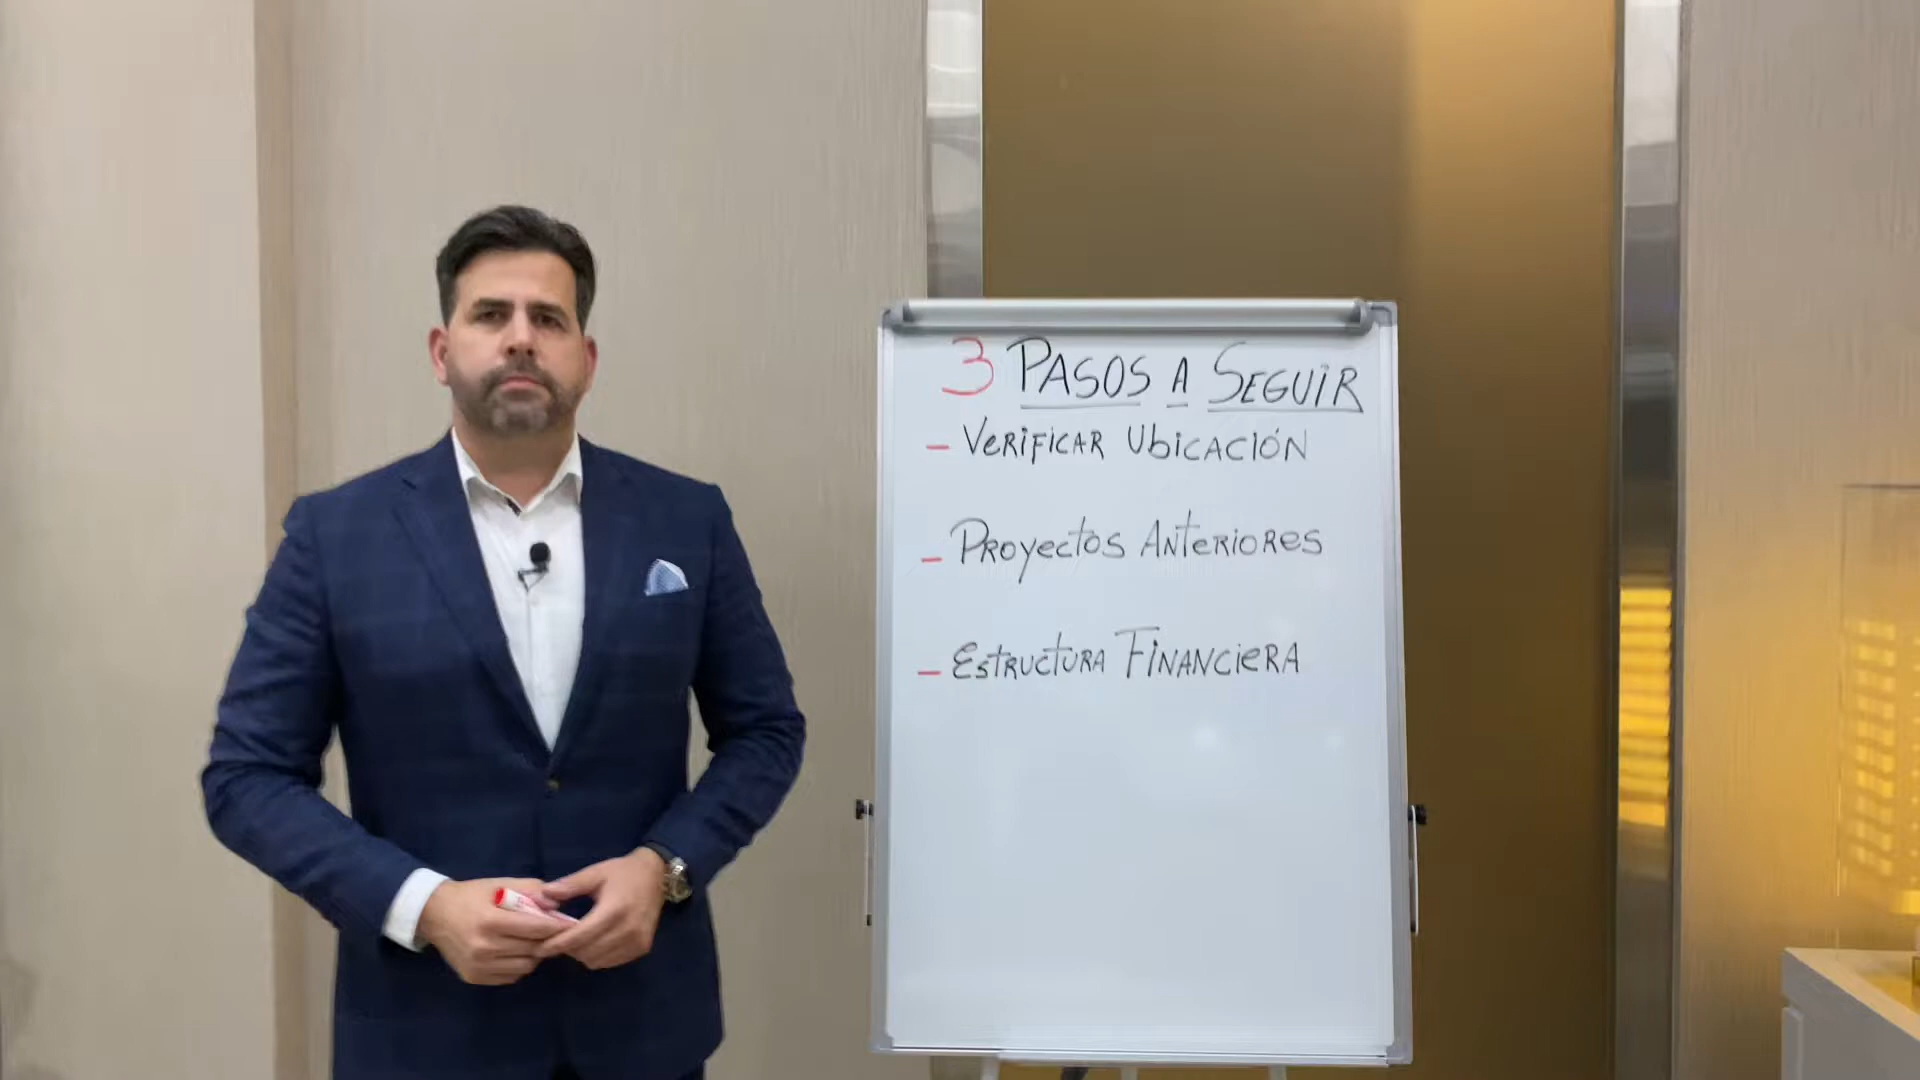 3 PASOS A SEGUIR
- VERIFICAR UBICACIÓN
- PROYECTOS ANTERIORES
- ESTRUCTURA FINANCIERA